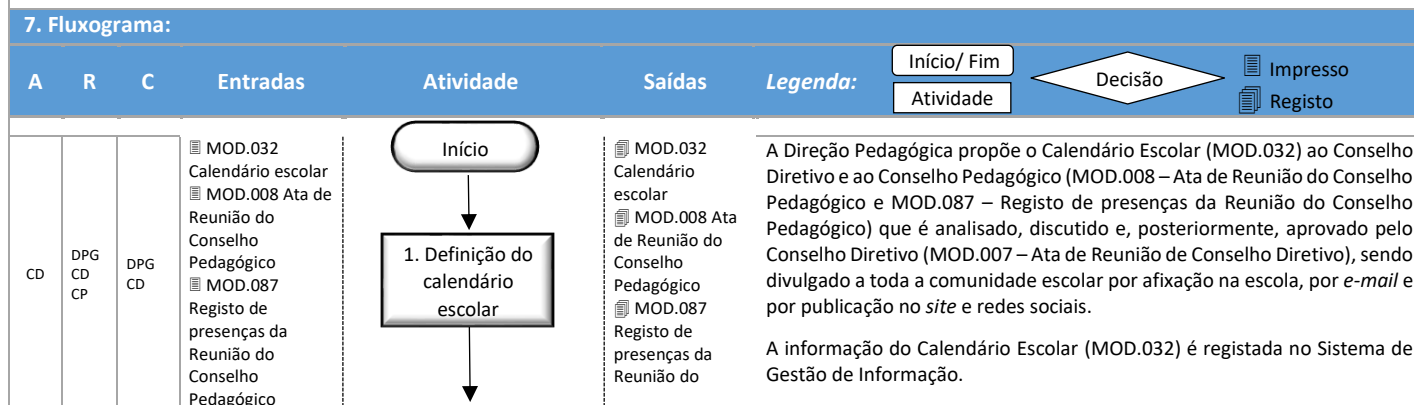 7. Fluxograma:
A R C Entradas Atividade Saídas Legenda:
Início/ Fim
Atividade
Decisão
Impresso
Registo
CD
DPG
CD
CP
DPG
CD
MOD.032
Calendário escolar
MOD.008 Ata de
Reunião do
Conselho
Pedagógico
MOD.087
Registo de
presenças da
Reunião do
Conselho
Pedagógico
Início
1. Definição do
calendário
escolar
MOD.032
Calendário
escolar
MOD.008 Ata
de Reunião do
Conselho
Pedagógico
MOD.087
Registo de
presenças da
Reunião do
A Direção Pedagógica propõe o Calendário Escolar (MOD.032) ao Conselho
Diretivo e ao Conselho Pedagógico (MOD.008 – Ata de Reunião do Conselho
Pedagógico e MOD.087 – Registo de presenças da Reunião do Conselho
Pedagógico) que é analisado, discutido e, posteriormente, aprovado pelo
Conselho Diretivo (MOD.007 – Ata de Reunião de Conselho Diretivo), sendo
divulgado a toda a comunidade escolar por afixação na escola, por e-mail e
por publicação no site e redes sociais.
A informação do Calendário Escolar (MOD.032) é registada no Sistema de
Gestão de Informação.